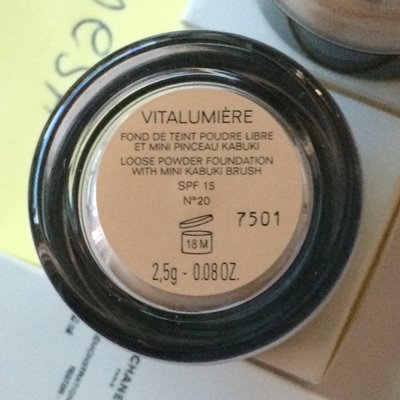 VITALUMIÈRE
FOND DE TEINT POUDRE LIBRE
ET MINI PINCEAU KABUKI
LOOSE POWDER FOUNDATION
WITH MINI KABUKI BRUSH
SPF 15
N°20
7501
18 M
2,5g - 0.08 OZ.
CHANEL